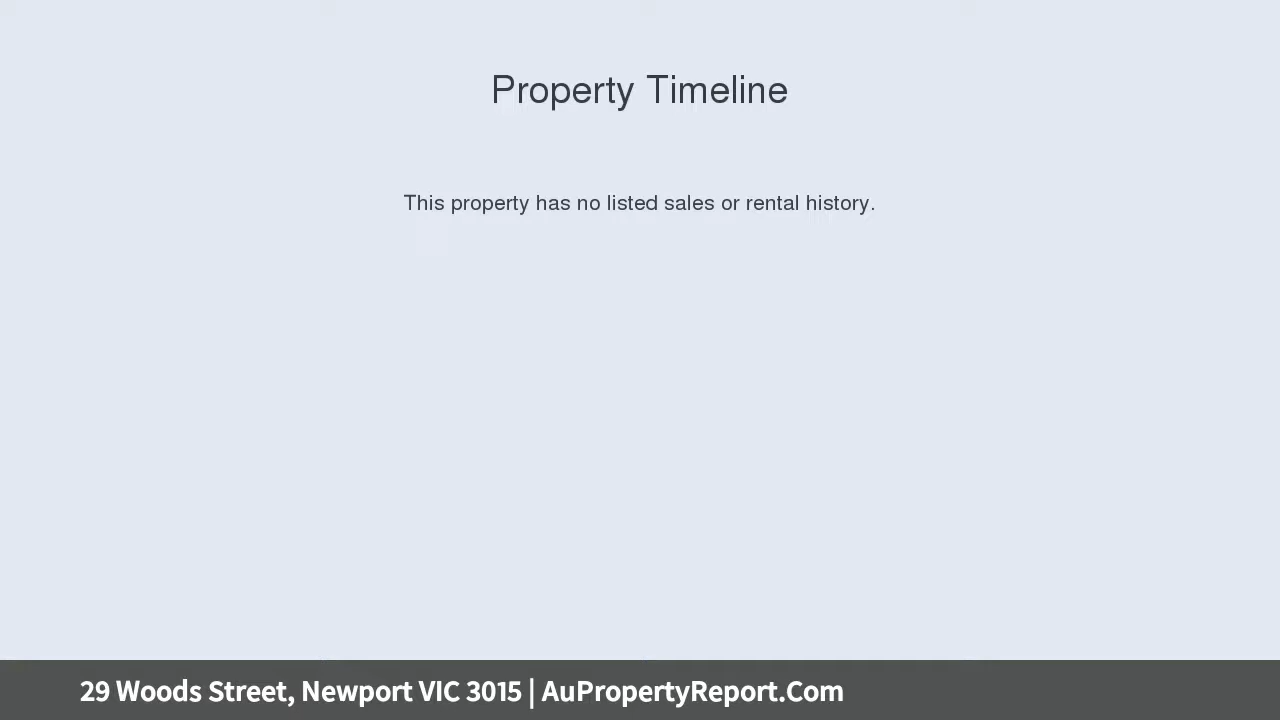 Property Timeline
This property has no listed sales or rental history.
29 Woods Street, Newport VIC 3015 | AuPropertyReport.Com